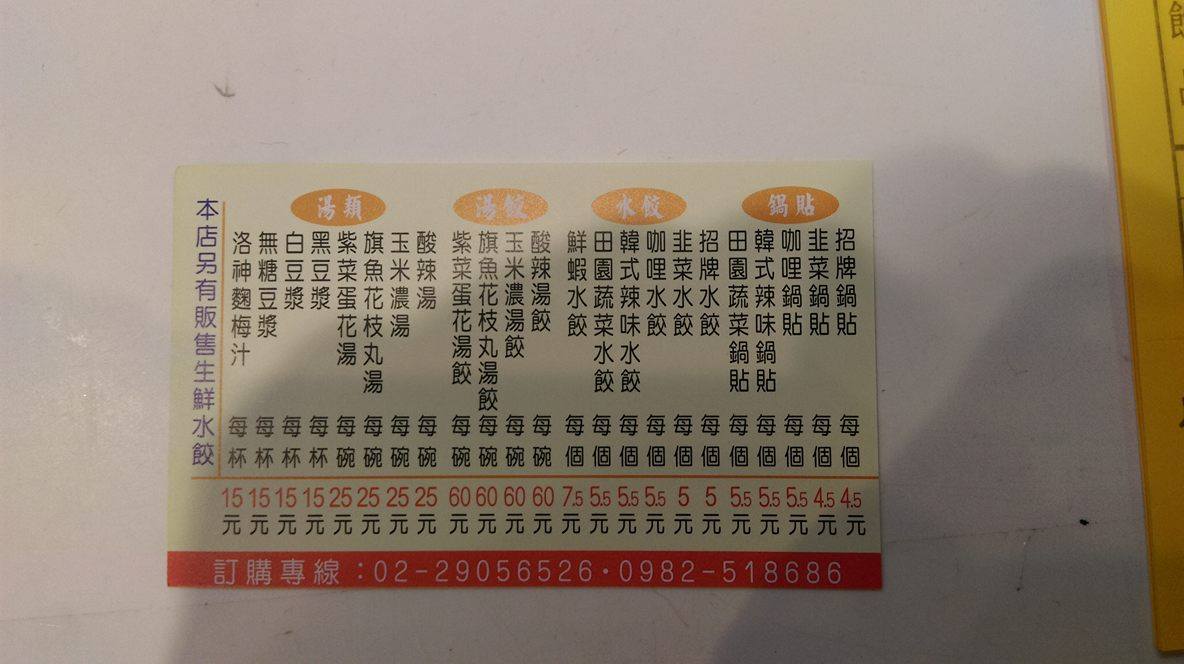 鍋貼
招牌鍋貼 每個 4.5元
韭菜鍋貼 每個 4.5元
咖哩鍋貼 每個 5.5元
韓式辣味鍋貼 每個 5.5元
田園蔬菜鍋貼 每個 5.5元
水餃
招牌水餃 每個 5元
韭菜水餃 每個 5元
咖哩水餃 每個 5.5元
韓式辣味水餃 每個 5.5元
田園蔬菜水餃 每個 5.5元
鮮蝦水餃 每個 7.5元
湯餃
酸辣湯餃 每碗 60元
玉米濃湯餃 每碗 60元
旗魚花枝丸湯餃 每碗 60元
紫菜蛋花湯餃 每碗 60元
湯類
酸辣湯 每碗 25元
玉米濃湯 每碗 25元
旗魚花枝丸湯 每碗 25元
紫菜蛋花湯 每碗 25元
黑豆漿 每杯 15元
白豆漿 每杯 15元
無糖豆漿 每杯 15元
洛神麴梅汁 每杯 15元
本店另有販售生鮮水餃
訂購專線：02-29056526·0982-518686